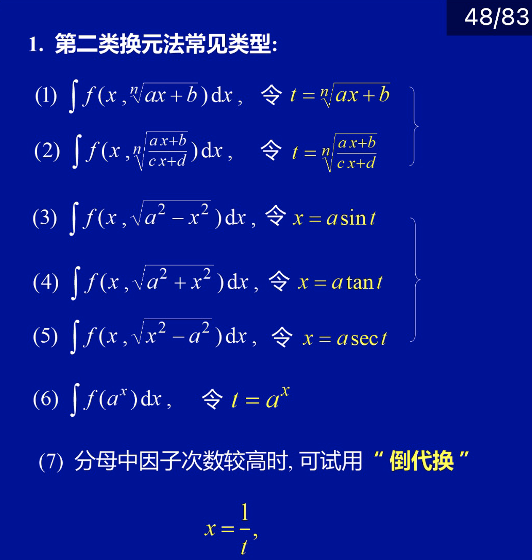 48/83
1. 第二类换元法常见类型:
(1) ∫ f(x, ⁿ√(ax+b)) dx, 令 t = ⁿ√(ax+b)
(2) ∫ f(x, ⁿ√((ax+b)/(cx+d))) dx, 令 t = ⁿ√((ax+b)/(cx+d))
(3) ∫ f(x, √(a²−x²)) dx, 令 x = a sin t
(4) ∫ f(x, √(a²+x²)) dx, 令 x = a tan t
(5) ∫ f(x, √(x²−a²)) dx, 令 x = a sec t
(6) ∫ f(aˣ) dx, 令 t = aˣ
(7) 分母中因子次数较高时, 可试用 “倒代换”
x = 1/t,